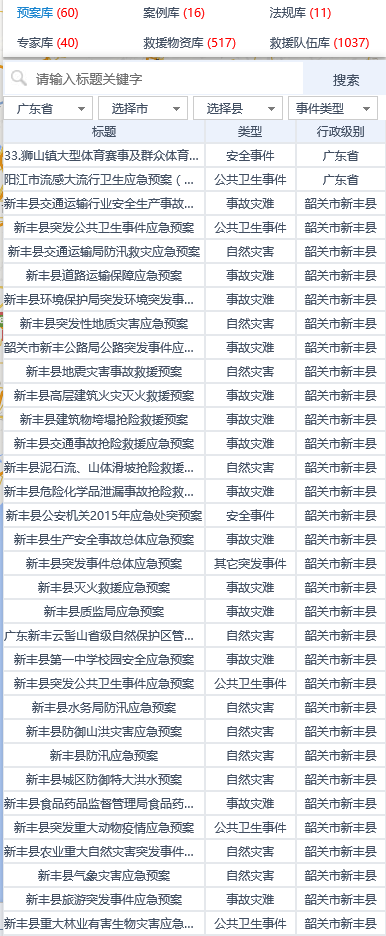 预案库 (60) 案例库 (16) 法规库 (11)
专家库 (40) 救援物资库 (517) 救援队伍库 (1037)
请输入标题关键字 搜索
广东省 选择市 选择县 事件类型
标题 类型 行政级别
33.狮山镇大型体育赛事及群众体育... 安全事件 广东省
阳江市流感大流行卫生应急预案（... 公共卫生事件 广东省
新丰县交通运输行业安全生产事故... 事故灾难 韶关市新丰县
新丰县突发公共卫生事件应急预案 公共卫生事件 韶关市新丰县
新丰县交通运输局防汛救灾应急预案 自然灾害 韶关市新丰县
新丰县道路运输保障应急预案 事故灾难 韶关市新丰县
新丰县环境保护局突发环境突发事... 事故灾难 韶关市新丰县
新丰县突发性地质灾害应急预案 自然灾害 韶关市新丰县
韶关市新丰公路局公路突发事件应... 事故灾难 韶关市新丰县
新丰县地震灾害事故救援预案 自然灾害 韶关市新丰县
新丰县高层建筑火灾灭火救援预案 事故灾难 韶关市新丰县
新丰县建筑物垮塌抢险救援预案 事故灾难 韶关市新丰县
新丰县交通事故抢险救援应急预案 事故灾难 韶关市新丰县
新丰县泥石流、山体滑坡抢险救援... 自然灾害 韶关市新丰县
新丰县危险化学品泄漏事故抢险救... 事故灾难 韶关市新丰县
新丰县公安机关2015年应急处突预案 安全事件 韶关市新丰县
新丰县生产安全事故总体应急预案 事故灾难 韶关市新丰县
新丰县突发事件总体应急预案 其它突发事件 韶关市新丰县
新丰县灭火救援应急预案 事故灾难 韶关市新丰县
新丰县质监局应急预案 事故灾难 韶关市新丰县
广东新丰云髻山省级自然保护区管... 自然灾害 韶关市新丰县
新丰县第一中学校园安全应急预案 事故灾难 韶关市新丰县
新丰县突发公共卫生事件应急预案 公共卫生事件 韶关市新丰县
新丰县水务局防汛应急预案 自然灾害 韶关市新丰县
新丰县防御山洪灾害应急预案 自然灾害 韶关市新丰县
新丰县防汛应急预案 自然灾害 韶关市新丰县
新丰县城区防御特大洪水预案 自然灾害 韶关市新丰县
新丰县食品药品监督管理局食品药... 事故灾难 韶关市新丰县
新丰县突发重大动物疫情应急预案 公共卫生事件 韶关市新丰县
新丰县农业重大自然灾害突发事件... 自然灾害 韶关市新丰县
新丰县气象灾害应急预案 自然灾害 韶关市新丰县
新丰县旅游突发事件应急预案 事故灾难 韶关市新丰县
新丰县重大林业有害生物灾害应急... 公共卫生事件 韶关市新丰县